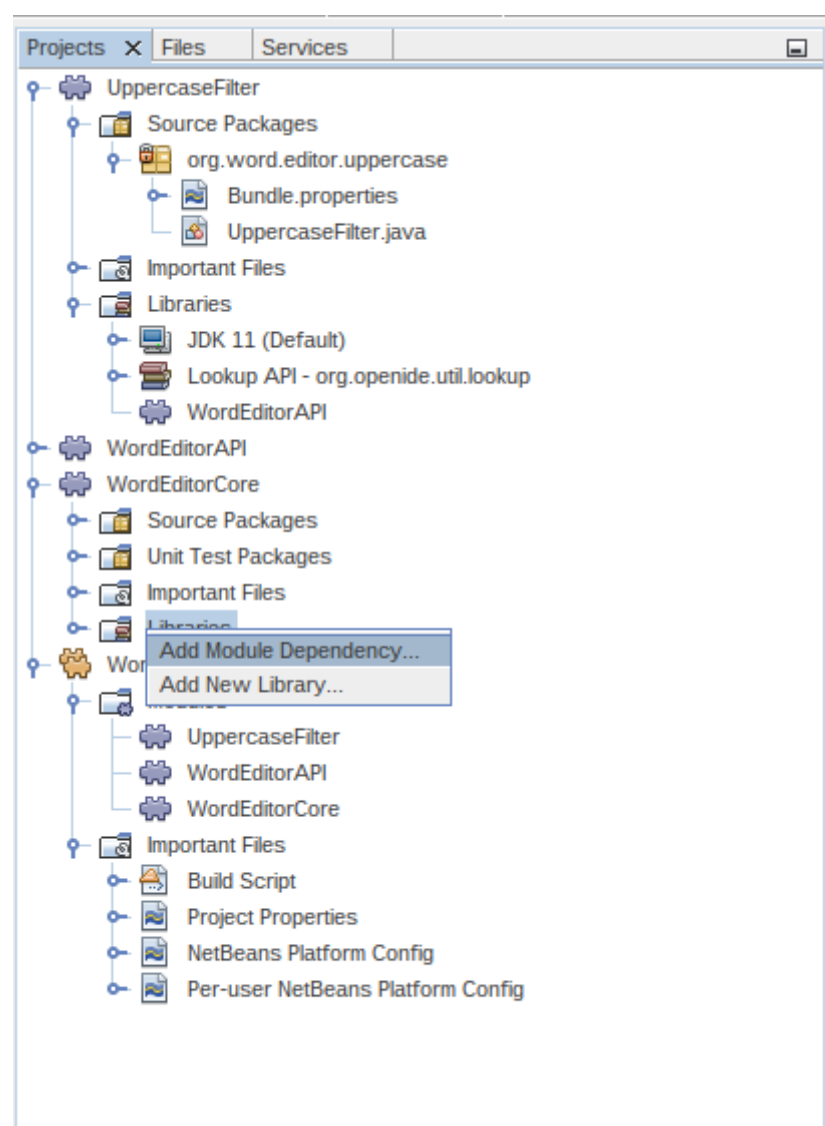 Projects Files Services
UppercaseFilter
Source Packages
org.word.editor.uppercase
Bundle.properties
UppercaseFilter.java
Important Files
Libraries
JDK 11 (Default)
Lookup API - org.openide.util.lookup
WordEditorAPI
WordEditorAPI
WordEditorCore
Source Packages
Unit Test Packages
Important Files
Libraries
Add Module Dependency...
Wor
Add New Library...
Modules
UppercaseFilter
WordEditorAPI
WordEditorCore
Important Files
Build Script
Project Properties
NetBeans Platform Config
Per-user NetBeans Platform Config